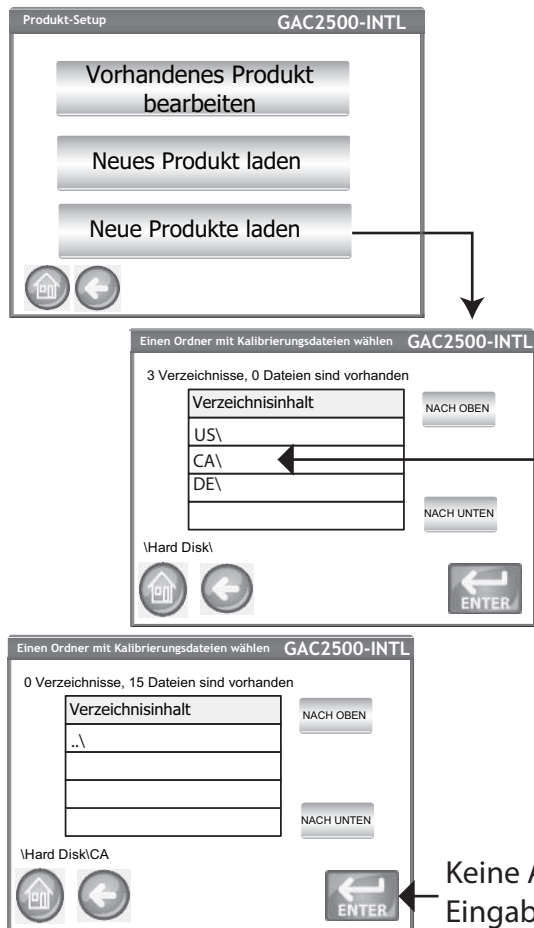 Produkt-Setup GAC2500-INTL
Vorhandenes Produkt
bearbeiten
Neues Produkt laden
Neue Produkte laden
Einen Ordner mit Kalibrierungsdateien wählen GAC2500-INTL
3 Verzeichnisse, 0 Dateien sind vorhanden
Verzeichnisinhalt
NACH OBEN
US\
CA\
DE\
NACH UNTEN
\Hard Disk\
ENTER
Einen Ordner mit Kalibrierungsdateien wählen GAC2500-INTL
0 Verzeichnisse, 15 Dateien sind vorhanden
Verzeichnisinhalt
NACH OBEN
..\
NACH UNTEN
\Hard Disk\CA
ENTER
Keine